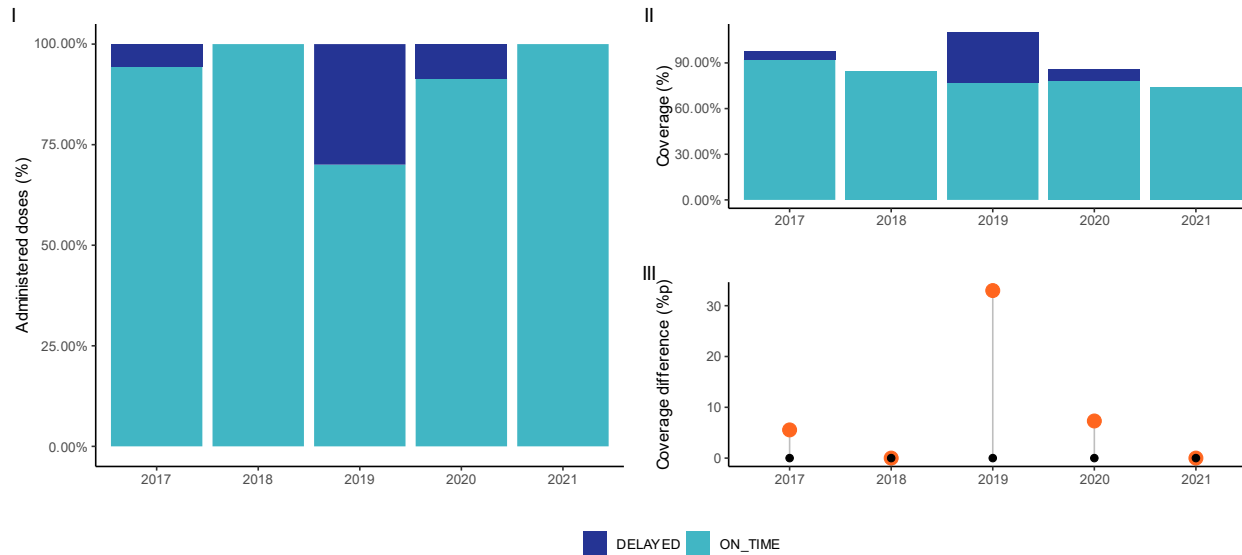 I
Administered doses (%)
100.00%
75.00%
50.00%
25.00%
0.00%
2017 2018 2019 2020 2021
II
Coverage (%)
90.00%
60.00%
30.00%
0.00%
2017 2018 2019 2020 2021
III
Coverage difference (%p)
30
20
10
0
2017 2018 2019 2020 2021
DELAYED ON_TIME